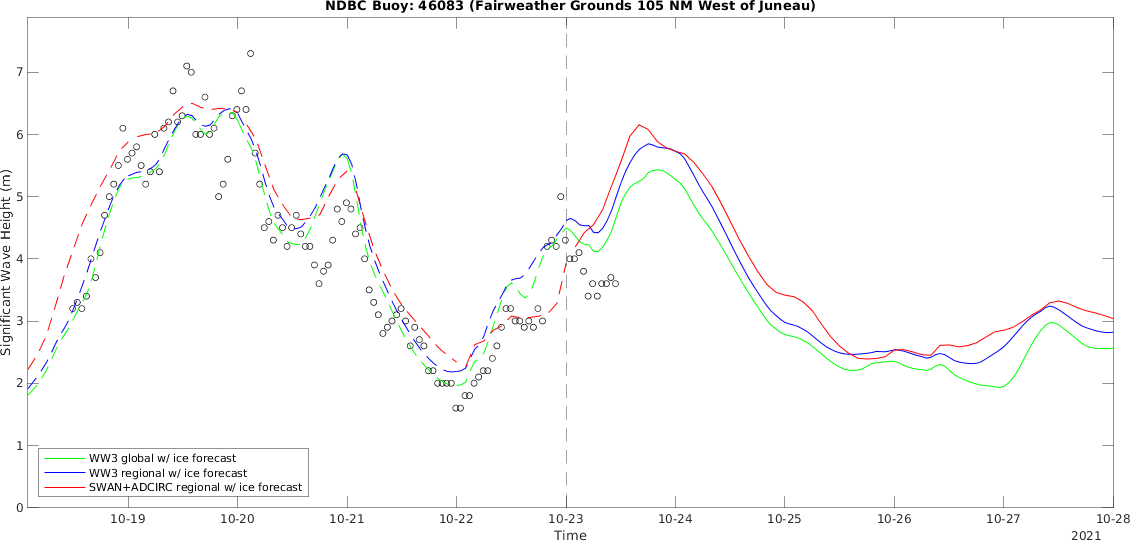 NDBC Buoy: 46083 (Fairweather Grounds 105 NM West of Juneau)
Significant Wave Height (m)
7
6
5
4
3
2
1
0
WW3 global w/ ice forecast
WW3 regional w/ ice forecast
SWAN+ADCIRC regional w/ ice forecast
10-19 10-20 10-21 10-22 10-23 10-24 10-25 10-26 10-27 10-28
Time
2021